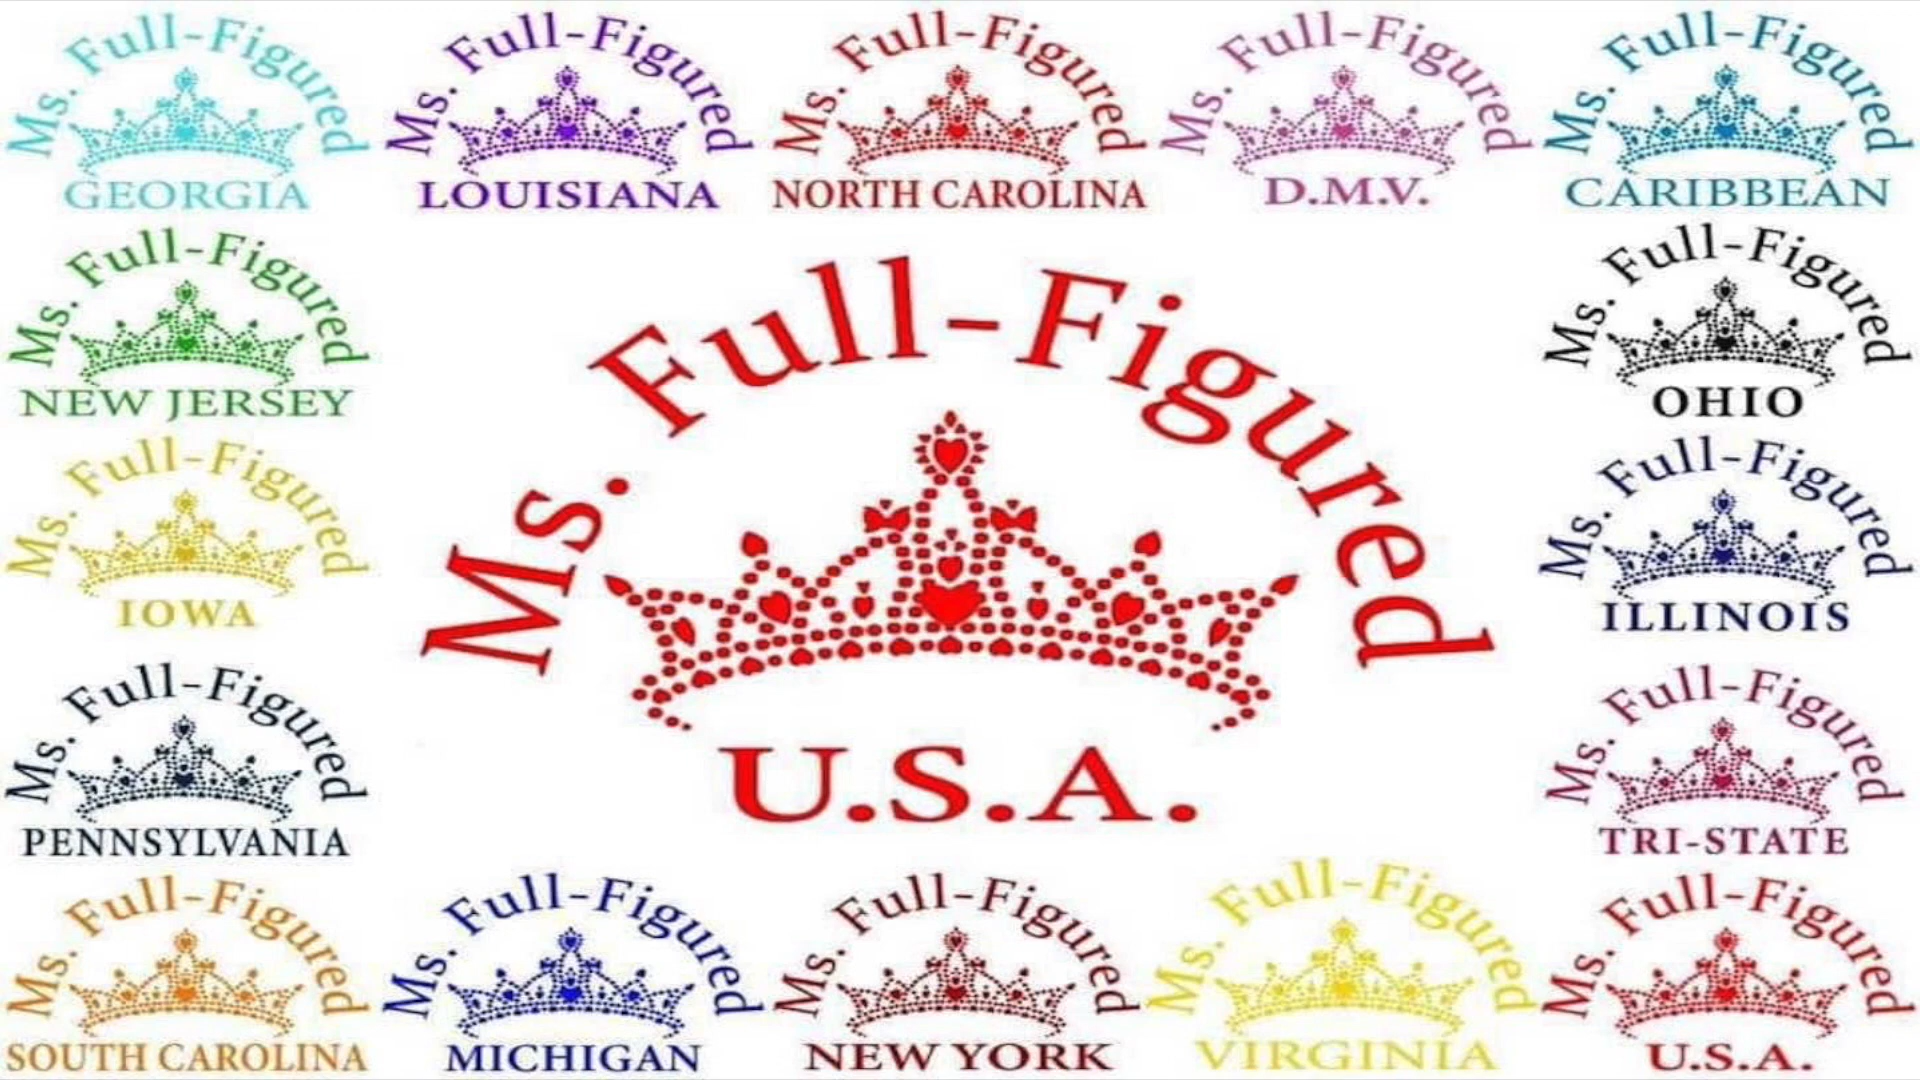 Ms. Full-Figured
GEORGIA
Ms. Full-Figured
LOUISIANA
Ms. Full-Figured
NORTH CAROLINA
Ms. Full-Figured
D.M.V.
Ms. Full-Figured
CARIBBEAN
Ms. Full-Figured
NEW JERSEY
Ms. Full-Figured
U.S.A.
Ms. Full-Figured
OHIO
Ms. Full-Figured
IOWA
Ms. Full-Figured
ILLINOIS
Ms. Full-Figured
PENNSYLVANIA
Ms. Full-Figured
TRI-STATE
Ms. Full-Figured
SOUTH CAROLINA
Ms. Full-Figured
MICHIGAN
Ms. Full-Figured
NEW YORK
Ms. Full-Figured
VIRGINIA
Ms. Full-Figured
U.S.A.